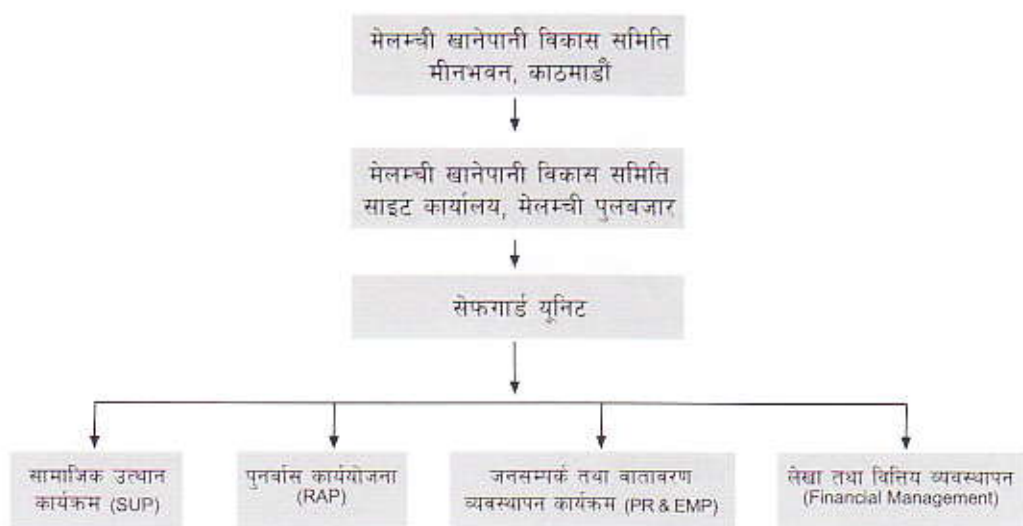 मेलम्ची खानेपानी विकास समिति
मीनभवन, काठमाडौं
मेलम्ची खानेपानी विकास समिति
साइट कार्यालय, मेलम्ची पुलबजार
सेफगार्ड यूनिट
सामाजिक उत्थान
कार्यक्रम (SUP)
पुनर्बास कार्ययोजना
(RAP)
जनसम्पर्क तथा वातावरण
व्यवस्थापन कार्यक्रम (PR & EMP)
लेखा तथा वित्तिय व्यवस्थापन
(Financial Management)